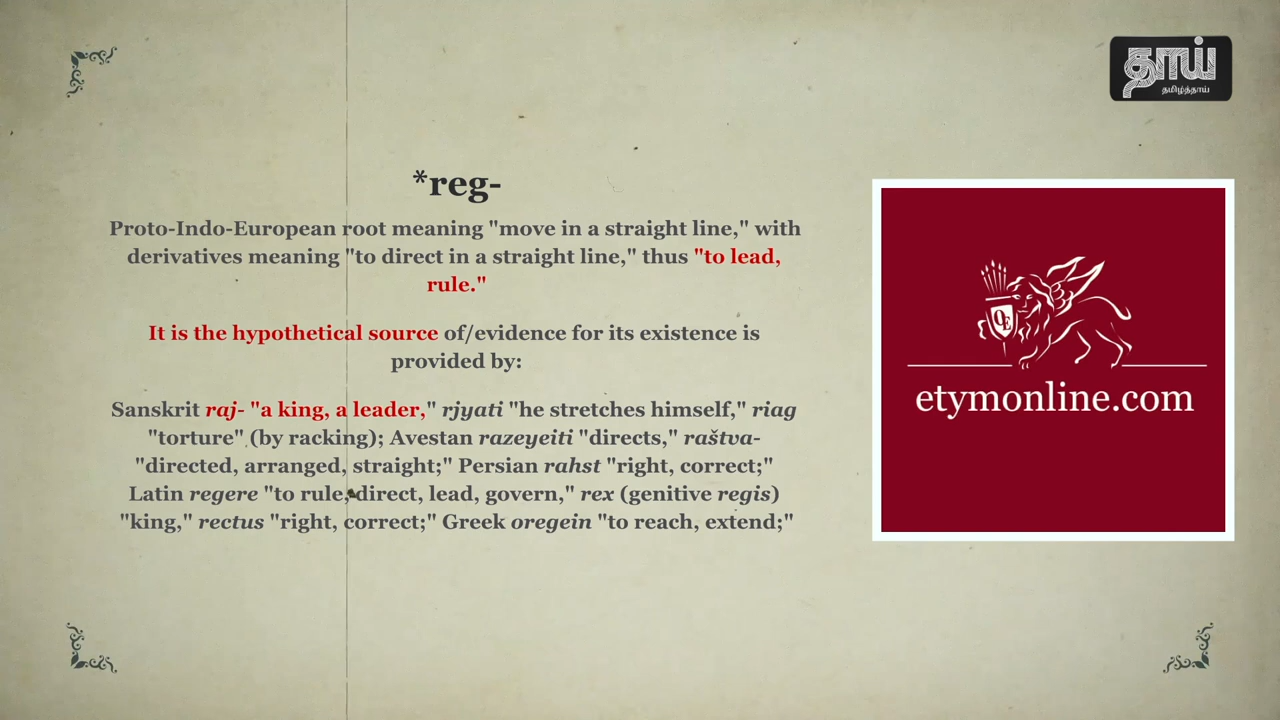 தாய்
தமிழ்த்தாய்
*reg-
Proto-Indo-European root meaning "move in a straight line," with
derivatives meaning "to direct in a straight line," thus "to lead,
rule."
It is the hypothetical source of/evidence for its existence is
provided by:
Sanskrit raj- "a king, a leader," rjyati "he stretches himself," riag
"torture" (by racking); Avestan razeyeiti "directs," raštva-
"directed, arranged, straight;" Persian rahst "right, correct;"
Latin regere "to rule, direct, lead, govern," rex (genitive regis)
"king," rectus "right, correct;" Greek oregein "to reach, extend;"
OE
etymonline.com